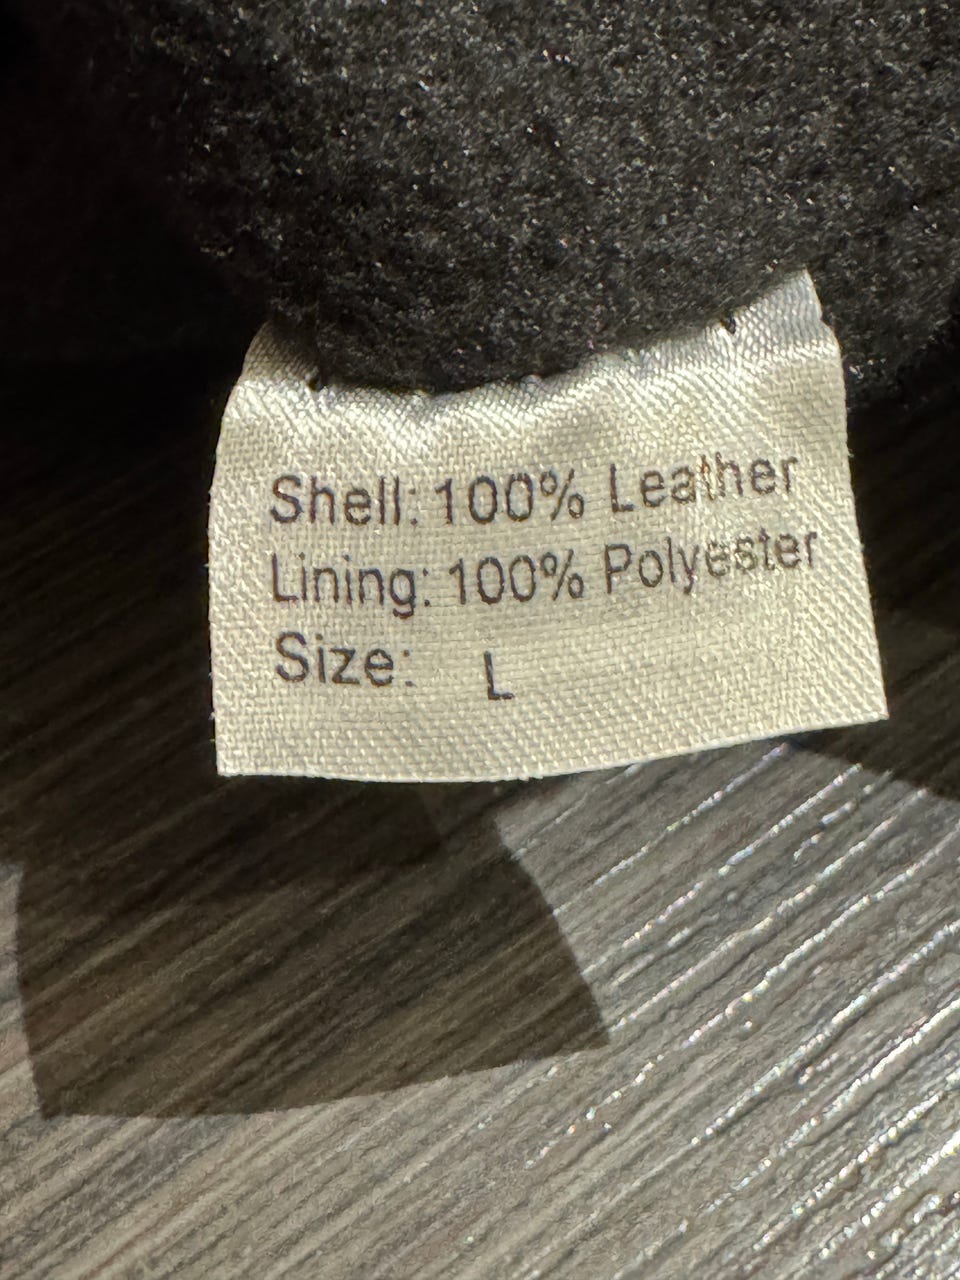 Shell: 100% Leather
Lining: 100% Polyester
Size: L